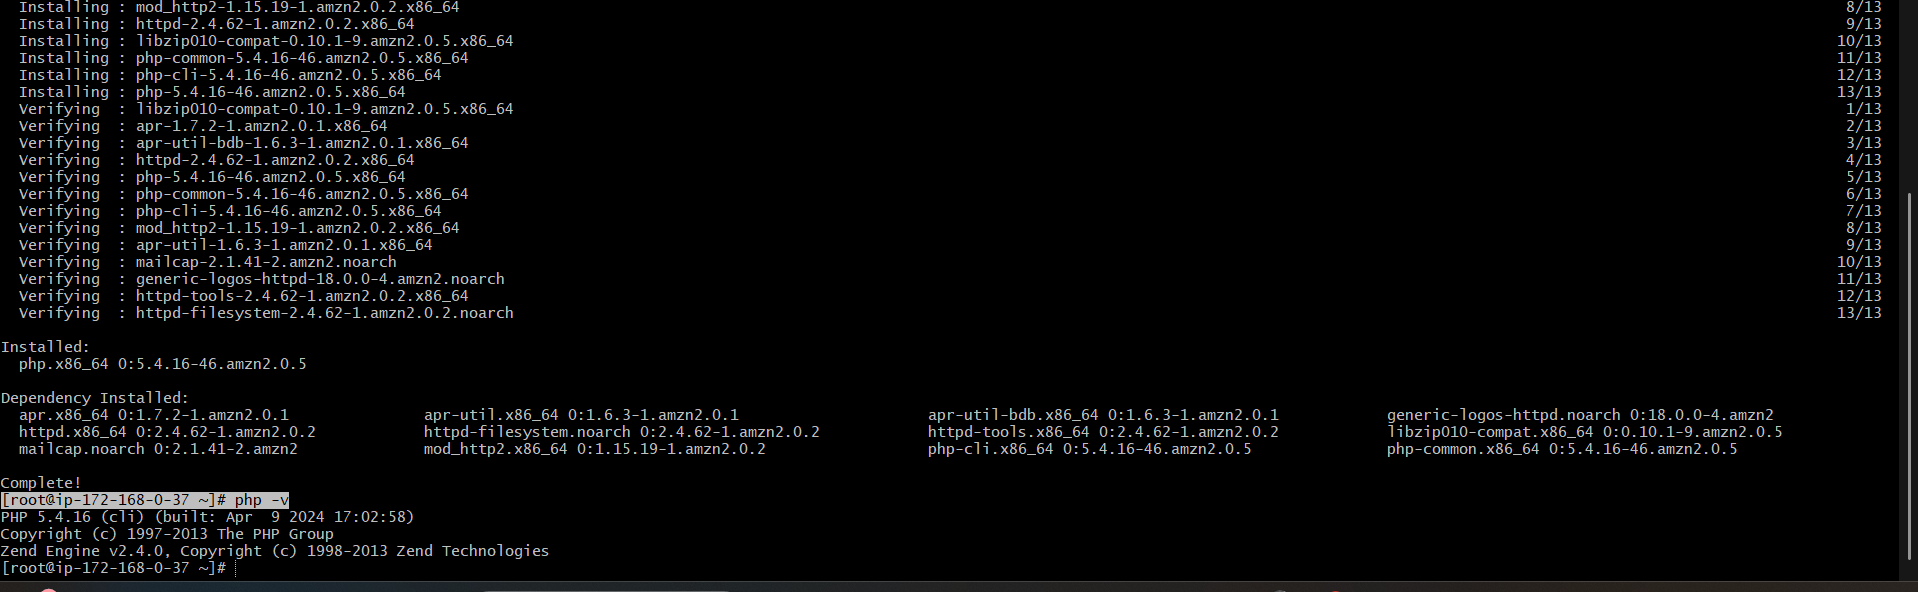 Installing : mod_http2-1.15.19-1.amzn2.0.2.x86_64 8/13
Installing : httpd-2.4.62-1.amzn2.0.2.x86_64 9/13
Installing : libzip010-compat-0.10.1-9.amzn2.0.5.x86_64 10/13
Installing : php-common-5.4.16-46.amzn2.0.5.x86_64 11/13
Installing : php-cli-5.4.16-46.amzn2.0.5.x86_64 12/13
Installing : php-5.4.16-46.amzn2.0.5.x86_64 13/13
Verifying : libzip010-compat-0.10.1-9.amzn2.0.5.x86_64 1/13
Verifying : apr-1.7.2-1.amzn2.0.1.x86_64 2/13
Verifying : apr-util-bdb-1.6.3-1.amzn2.0.1.x86_64 3/13
Verifying : httpd-2.4.62-1.amzn2.0.2.x86_64 4/13
Verifying : php-5.4.16-46.amzn2.0.5.x86_64 5/13
Verifying : php-common-5.4.16-46.amzn2.0.5.x86_64 6/13
Verifying : php-cli-5.4.16-46.amzn2.0.5.x86_64 7/13
Verifying : mod_http2-1.15.19-1.amzn2.0.2.x86_64 8/13
Verifying : apr-util-1.6.3-1.amzn2.0.1.x86_64 9/13
Verifying : mailcap-2.1.41-2.amzn2.noarch 10/13
Verifying : generic-logos-httpd-18.0.0-4.amzn2.noarch 11/13
Verifying : httpd-tools-2.4.62-1.amzn2.0.2.x86_64 12/13
Verifying : httpd-filesystem-2.4.62-1.amzn2.0.2.noarch 13/13
Installed:
php.x86_64 0:5.4.16-46.amzn2.0.5
Dependency Installed:
apr.x86_64 0:1.7.2-1.amzn2.0.1 apr-util.x86_64 0:1.6.3-1.amzn2.0.1 apr-util-bdb.x86_64 0:1.6.3-1.amzn2.0.1 generic-logos-httpd.noarch 0:18.0.0-4.amzn2
httpd.x86_64 0:2.4.62-1.amzn2.0.2 httpd-filesystem.noarch 0:2.4.62-1.amzn2.0.2 httpd-tools.x86_64 0:2.4.62-1.amzn2.0.2 libzip010-compat.x86_64 0:0.10.1-9.amzn2.0.5
mailcap.noarch 0:2.1.41-2.amzn2 mod_http2.x86_64 0:1.15.19-1.amzn2.0.2 php-cli.x86_64 0:5.4.16-46.amzn2.0.5 php-common.x86_64 0:5.4.16-46.amzn2.0.5
Complete!
[root@ip-172-168-0-37 ~]# php -v
PHP 5.4.16 (cli) (built: Apr  9 2024 17:02:58)
Copyright (c) 1997-2013 The PHP Group
Zend Engine v2.4.0, Copyright (c) 1998-2013 Zend Technologies
[root@ip-172-168-0-37 ~]#